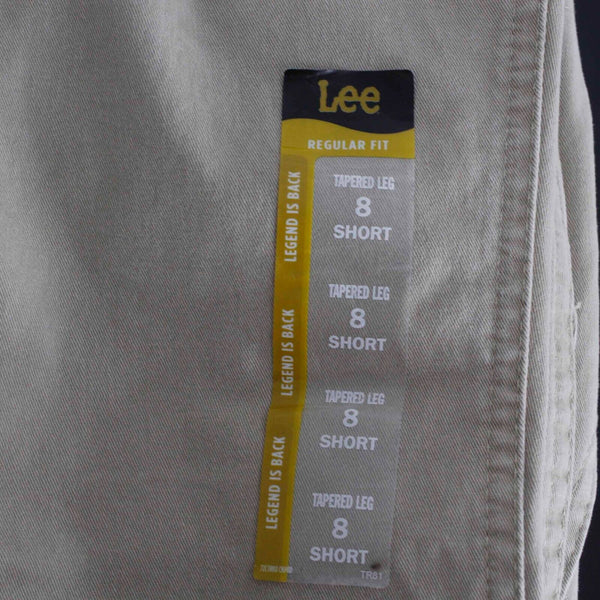 Lee
REGULAR FIT
LEGEND IS BACK
TAPERED LEG
8
SHORT
LEGEND IS BACK
TAPERED LEG
8
SHORT
LEGEND IS BACK
TAPERED LEG
8
SHORT
TAPERED LEG
8
SHORT
TR81